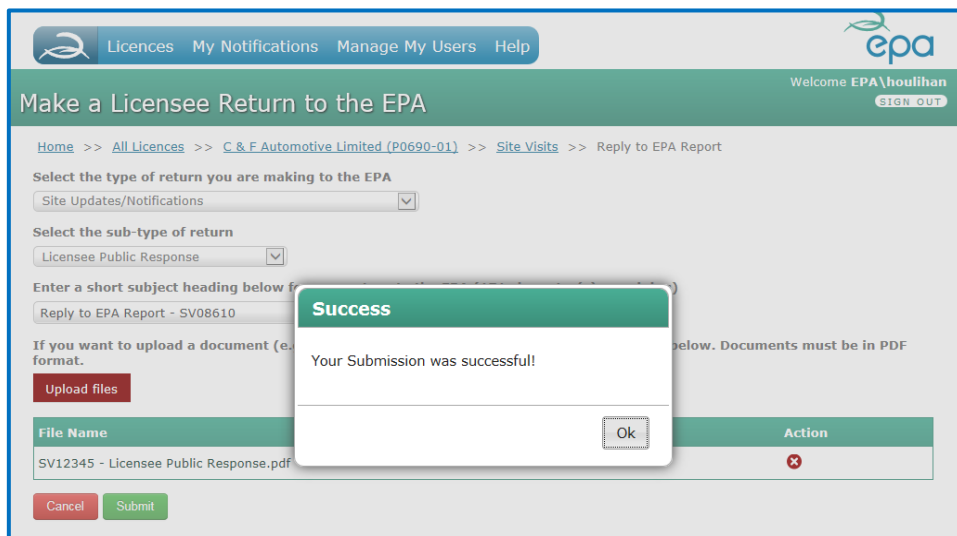 Licences My Notifications Manage My Users Help
epa
Welcome EPA\houlihan
SIGN OUT
Make a Licensee Return to the EPA
Home >> All Licences >> C & F Automotive Limited (P0690-01) >> Site Visits >> Reply to EPA Report
Select the type of return you are making to the EPA
Site Updates/Notifications
Select the sub-type of return
Licensee Public Response
Enter a short subject heading below
Reply to EPA Report - SV08610
Success
Your Submission was successful!
Ok
If you want to upload a document (e. below. Documents must be in PDF
format.
Upload files
File Name Action
SV12345 - Licensee Public Response.pdf
Cancel Submit